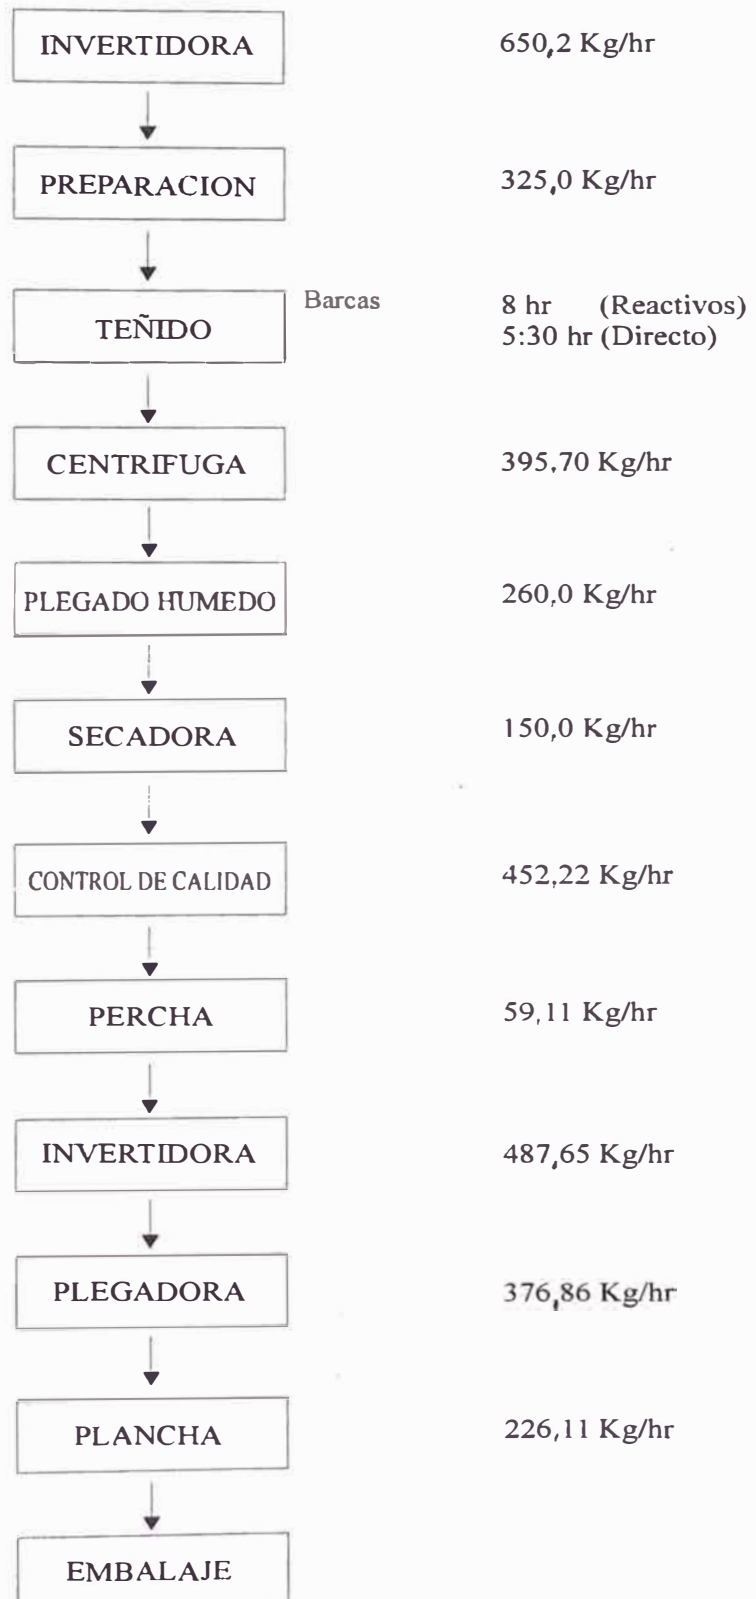 INVERTIDORA 650,2 Kg/hr
PREPARACION 325,0 Kg/hr
TEÑIDO Barcas 8 hr (Reactivos)
5:30 hr (Directo)
CENTRIFUGA 395,70 Kg/hr
PLEGADO HUMEDO 260,0 Kg/hr
SECADORA 150,0 Kg/hr
CONTROL DE CALIDAD 452,22 Kg/hr
PERCHA 59,11 Kg/hr
INVERTIDORA 487,65 Kg/hr
PLEGADORA 376,86 Kg/hr
PLANCHA 226,11 Kg/hr
EMBALAJE